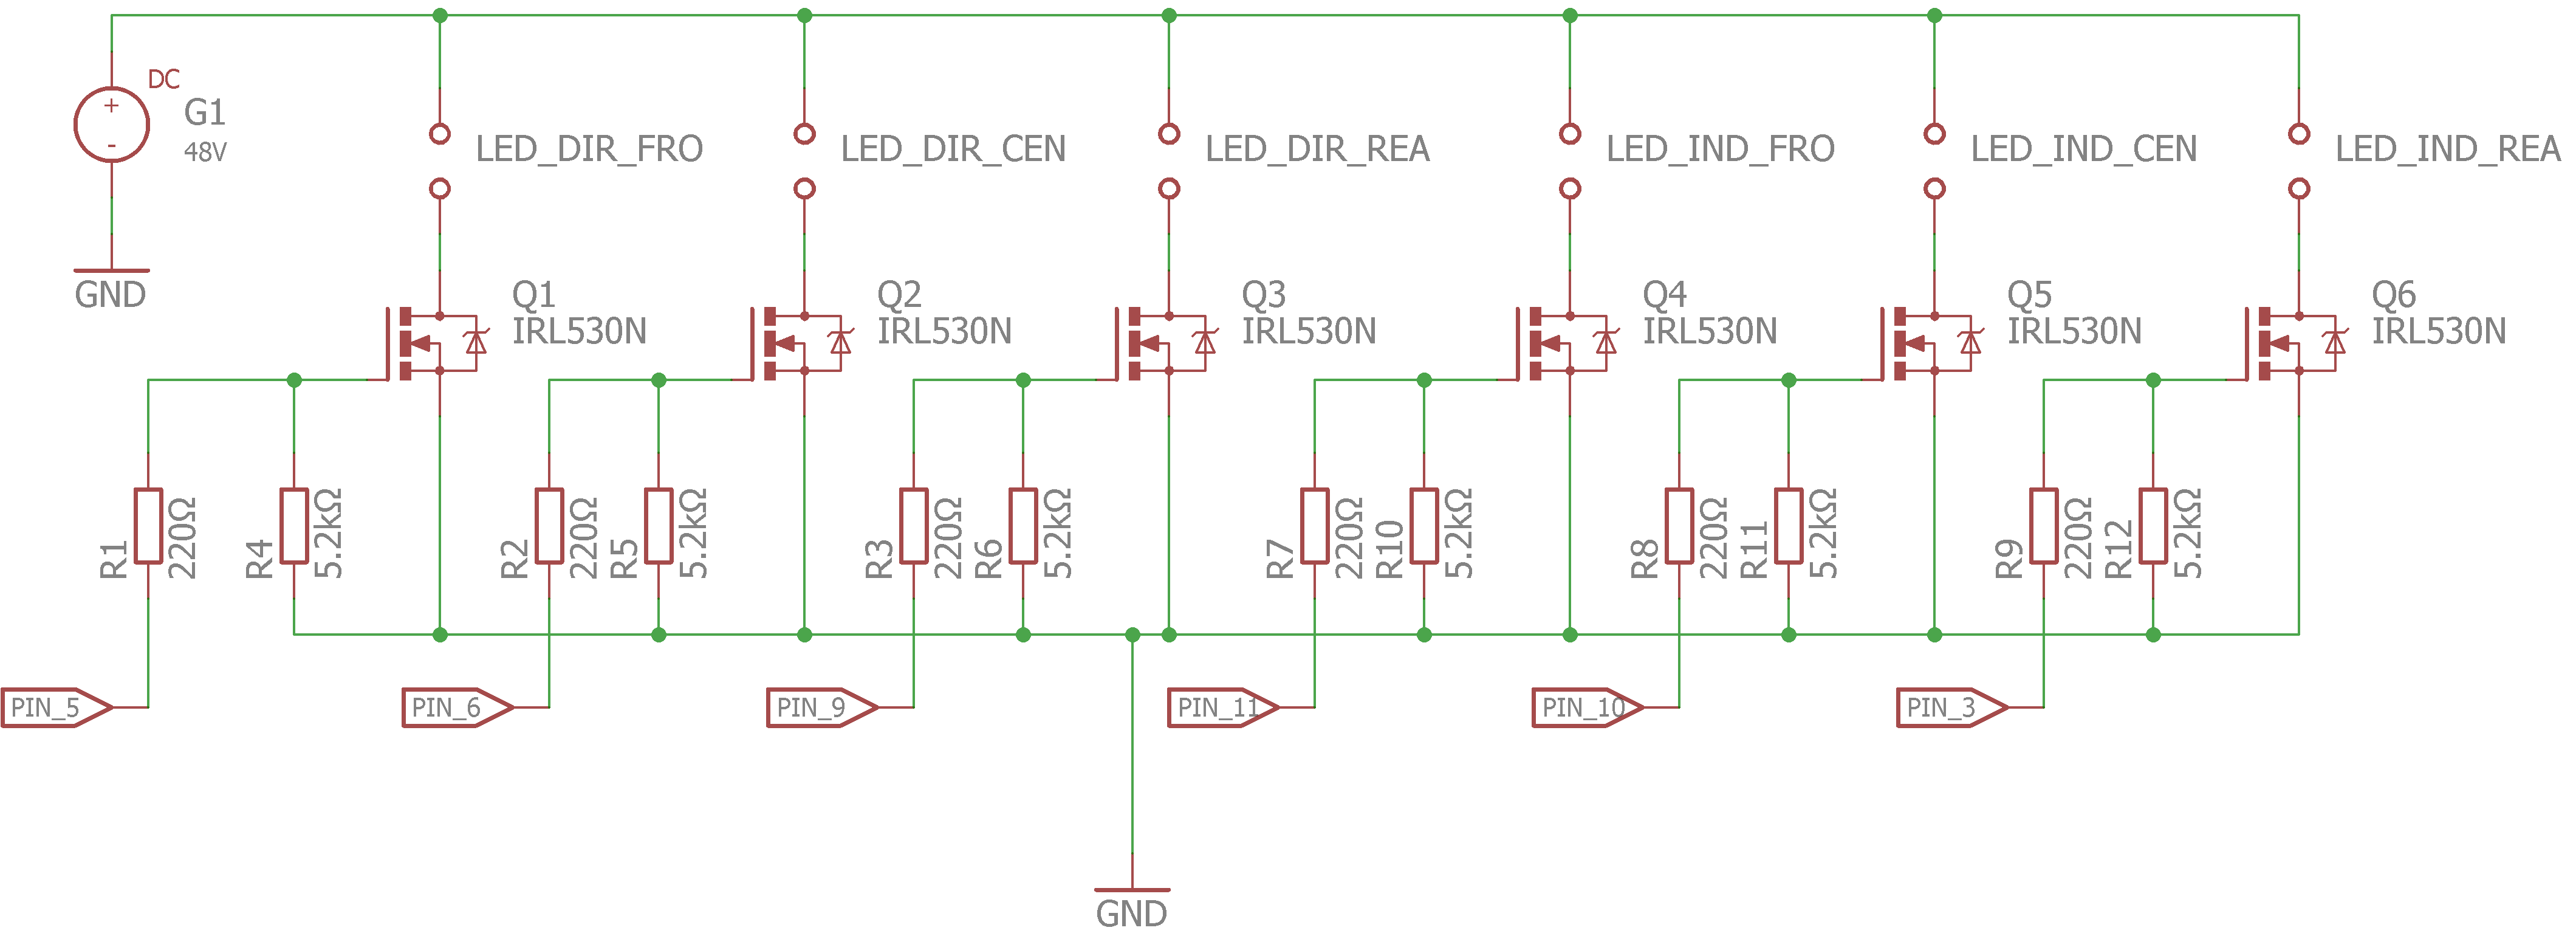 DC
G1
48V
+
-
GND
LED_DIR_FRO
LED_DIR_CEN
LED_DIR_REA
LED_IND_FRO
LED_IND_CEN
LED_IND_REA
Q1
IRL530N
Q2
IRL530N
Q3
IRL530N
Q4
IRL530N
Q5
IRL530N
Q6
IRL530N
R1
220Ω
R4
5.2kΩ
R2
220Ω
R5
5.2kΩ
R3
220Ω
R6
5.2kΩ
R7
220Ω
R10
5.2kΩ
R8
220Ω
R11
5.2kΩ
R9
220Ω
R12
5.2kΩ
PIN_5
PIN_6
PIN_9
PIN_11
PIN_10
PIN_3
GND